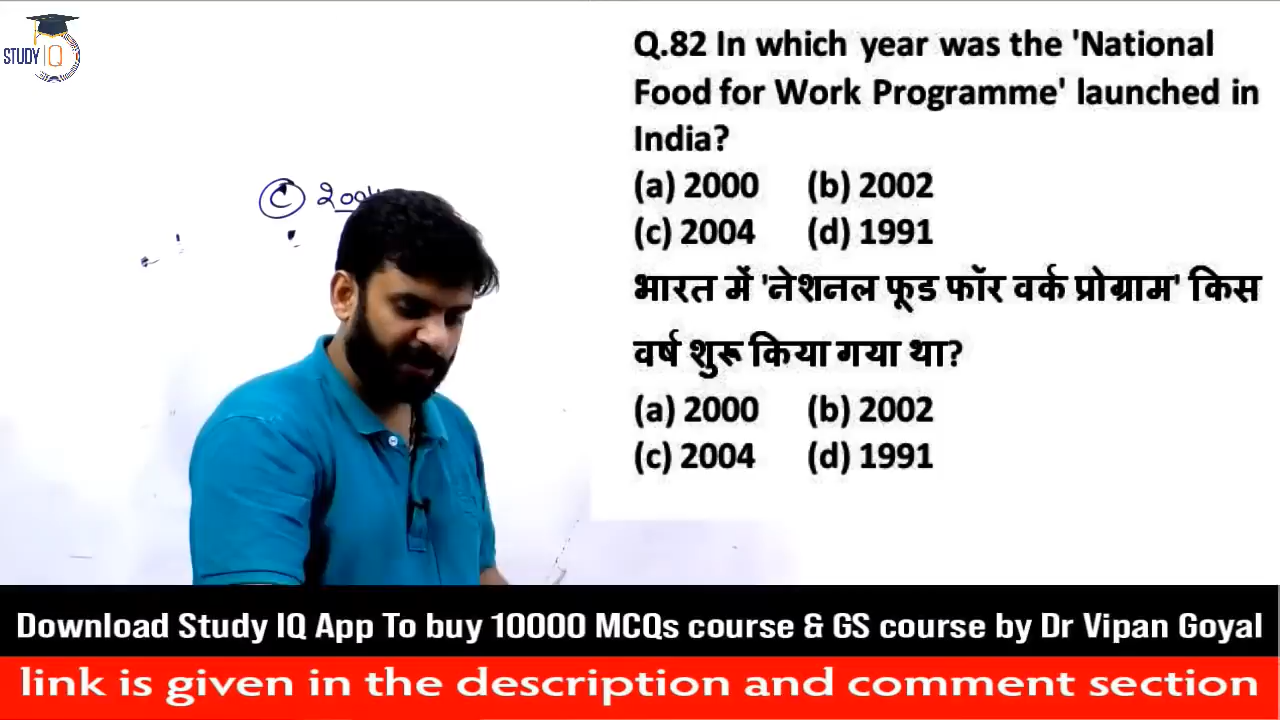 STUDY IQ
Q.82 In which year was the 'National
Food for Work Programme' launched in
India?
(a) 2000 (b) 2002
(c) 2004 (d) 1991
भारत में 'नेशनल फूड फॉर वर्क प्रोग्राम' किस
वर्ष शुरू किया गया था?
(a) 2000 (b) 2002
(c) 2004 (d) 1991
C
Download Study IQ App To buy 10000 MCQs course & GS course by Dr Vipan Goyal
link is given in the description and comment section